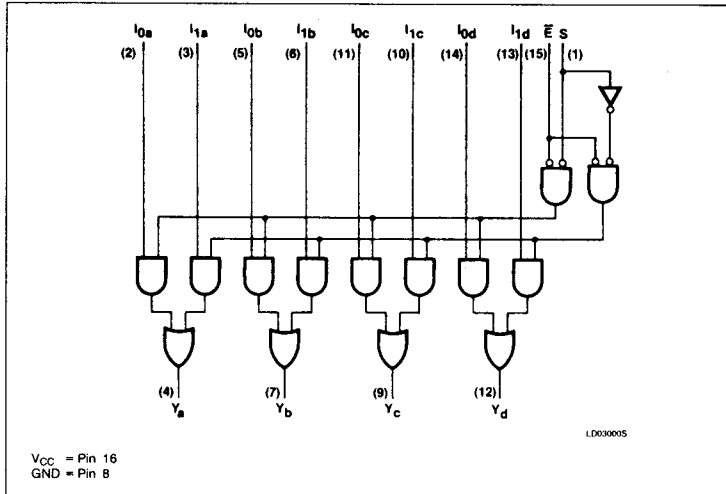 I0a I1a I0b I1b I0c I1c I0d I1d E̅ S
(2) (3) (5) (6) (11) (10) (14) (13) (15) (1)
(4) (7) (9) (12)
Ya Yb Yc Yd
LD03000S
VCC = Pin 16
GND = Pin 8